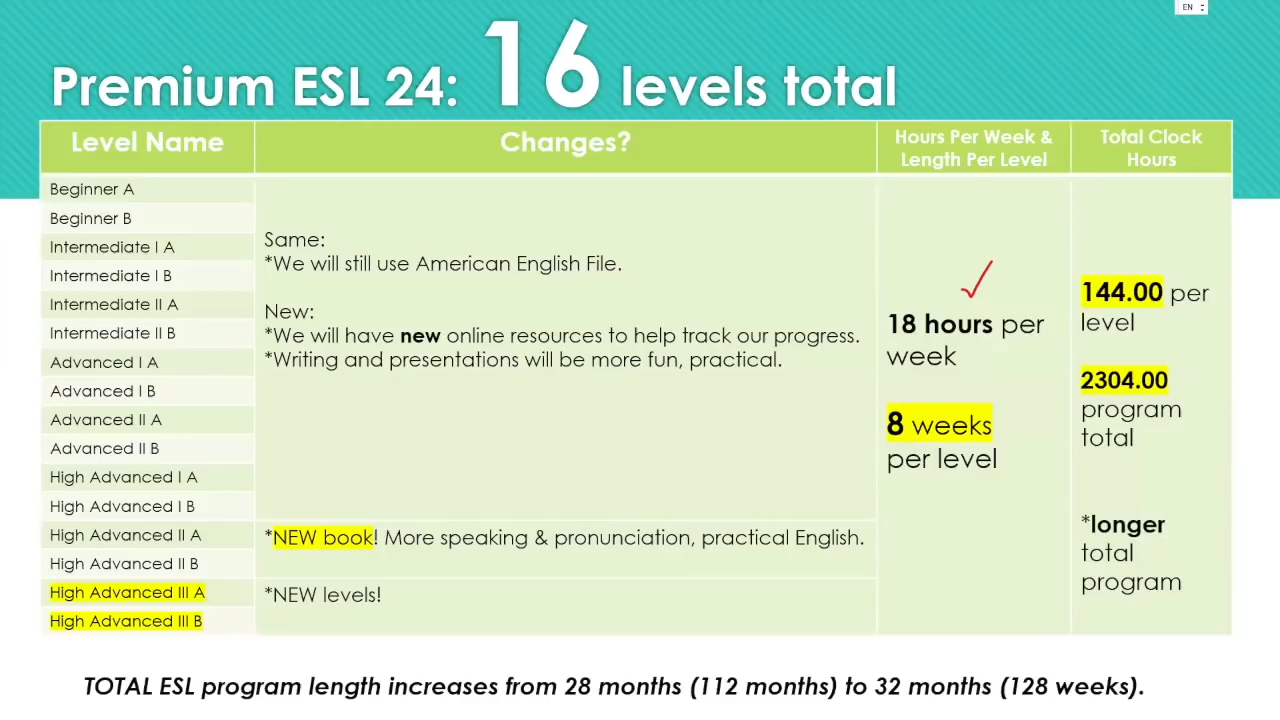 EN
Premium ESL 24: 16 levels total
Level Name
Changes?
Hours Per Week &
Length Per Level
Total Clock
Hours
Beginner A
Beginner B
Intermediate I A
Intermediate I B
Intermediate II A
Intermediate II B
Advanced I A
Advanced I B
Advanced II A
Advanced II B
High Advanced I A
High Advanced I B
High Advanced II A
High Advanced II B
High Advanced III A
High Advanced III B
Same:
*We will still use American English File.
New:
*We will have new online resources to help track our progress.
*Writing and presentations will be more fun, practical.
*NEW book! More speaking & pronunciation, practical English.
*NEW levels!
18 hours per
week
8 weeks
per level
144.00 per
level
2304.00
program
total
*longer
total
program
TOTAL ESL program length increases from 28 months (112 months) to 32 months (128 weeks).